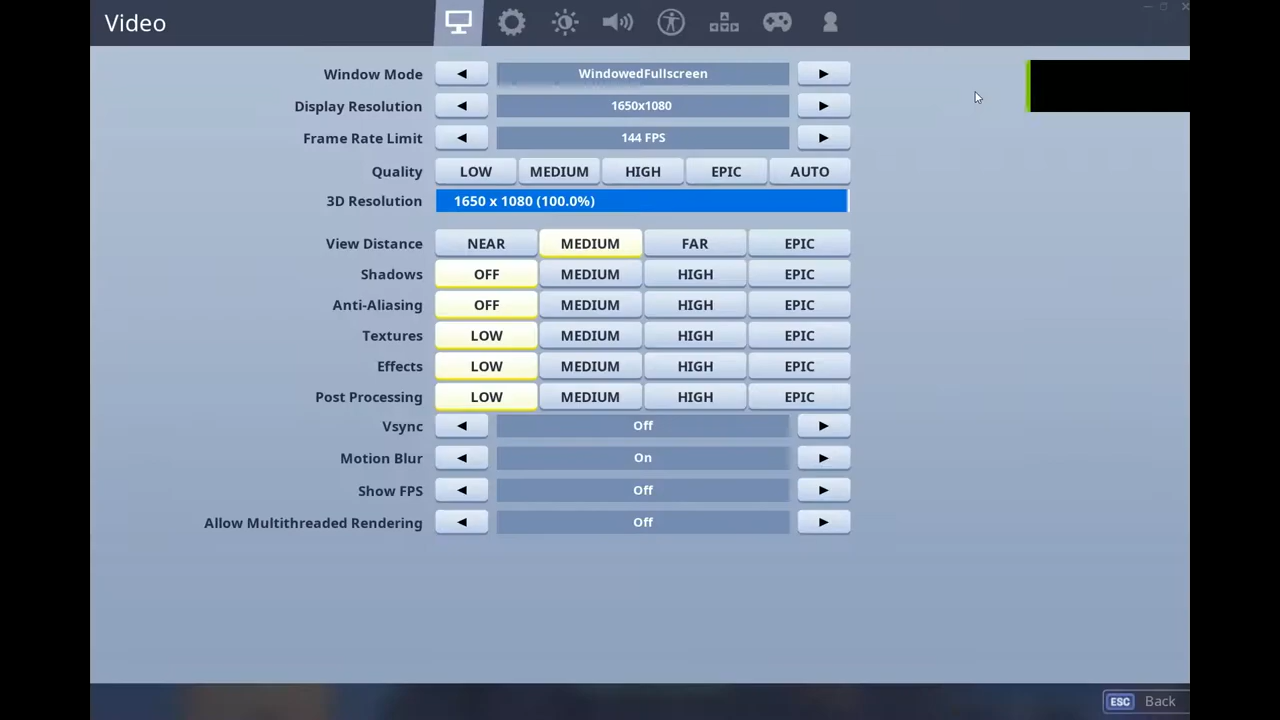 Video
Window Mode ◄ WindowedFullscreen ►
Display Resolution ◄ 1650x1080 ►
Frame Rate Limit ◄ 144 FPS ►
Quality LOW MEDIUM HIGH EPIC AUTO
3D Resolution 1650 x 1080 (100.0%)
View Distance NEAR MEDIUM FAR EPIC
Shadows OFF MEDIUM HIGH EPIC
Anti-Aliasing OFF MEDIUM HIGH EPIC
Textures LOW MEDIUM HIGH EPIC
Effects LOW MEDIUM HIGH EPIC
Post Processing LOW MEDIUM HIGH EPIC
Vsync ◄ Off ►
Motion Blur ◄ On ►
Show FPS ◄ Off ►
Allow Multithreaded Rendering ◄ Off ►
ESC Back